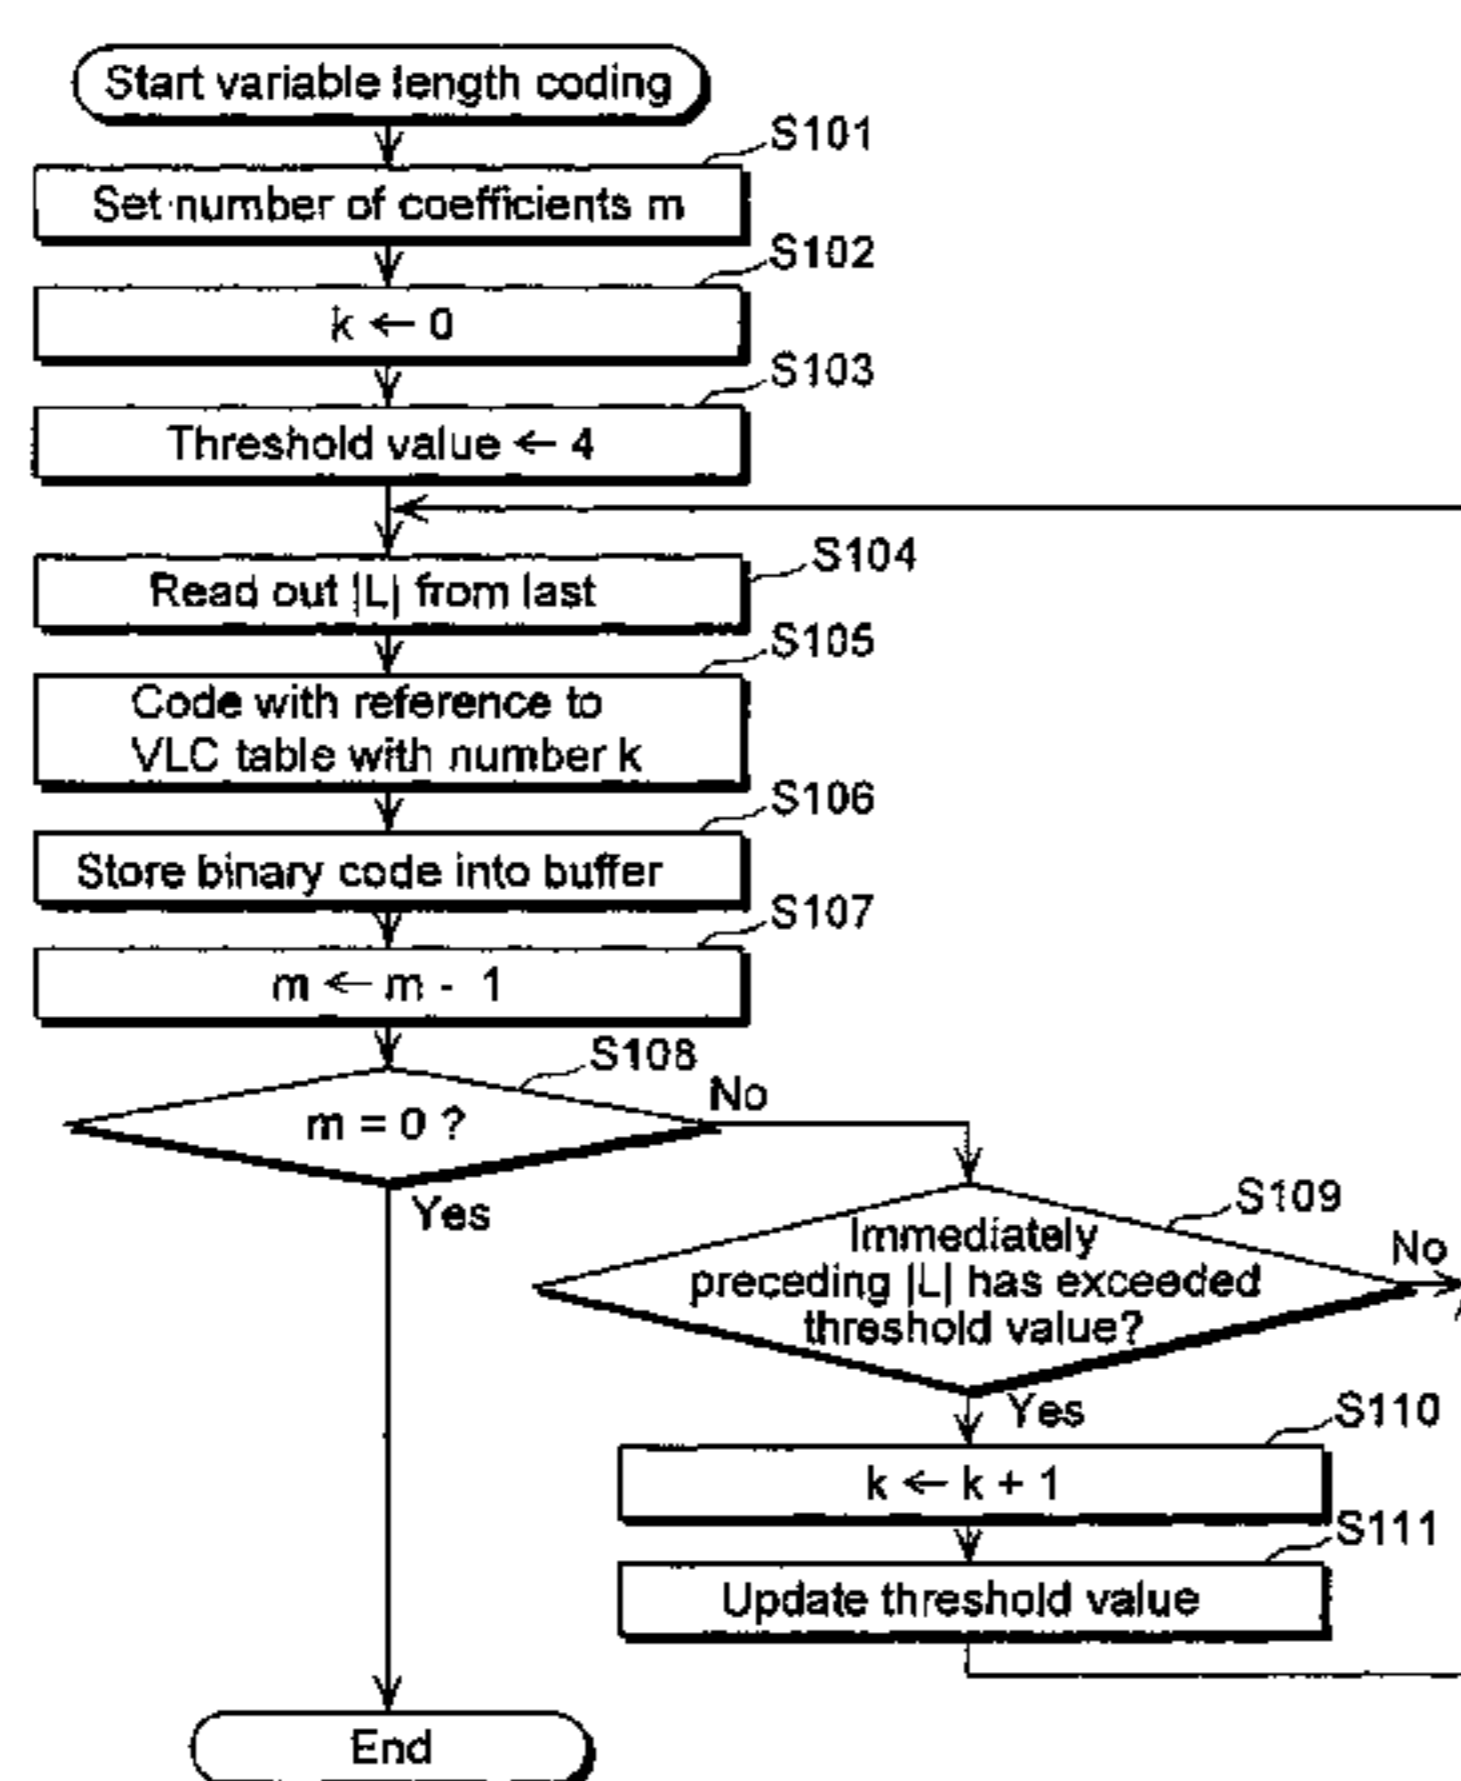 Start variable length coding
S101
Set number of coefficients m
S102
k ← 0
S103
Threshold value ← 4
S104
Read out |L| from last
S105
Code with reference to
VLC table with number k
S106
Store binary code into buffer
S107
m ← m - 1
S108
m = 0 ?
No
Yes
S109
Immediately
preceding |L| has exceeded
threshold value?
No
Yes
S110
k ← k + 1
S111
Update threshold value
End